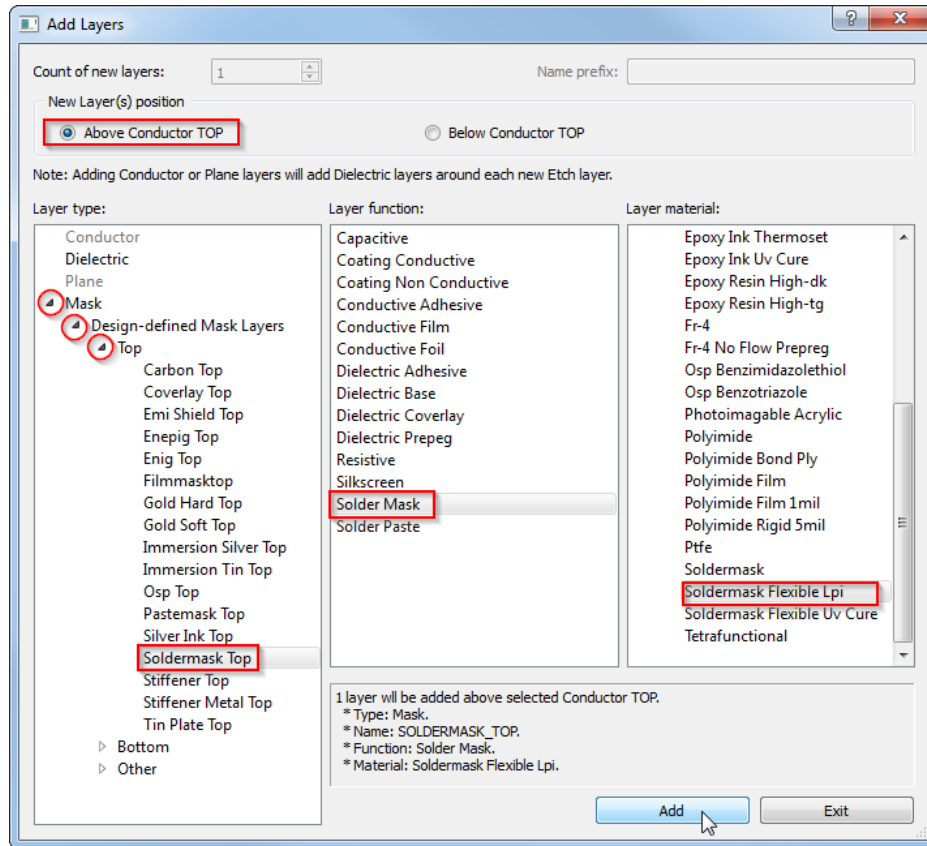 Add Layers
Count of new layers: 1 Name prefix:
New Layer(s) position
Above Conductor TOP Below Conductor TOP
Note: Adding Conductor or Plane layers will add Dielectric layers around each new Etch layer.
Layer type:
Conductor
Dielectric
Plane
Mask
Design-defined Mask Layers
Top
Carbon Top
Coverlay Top
Emi Shield Top
Enepig Top
Enig Top
Filmmasktop
Gold Hard Top
Gold Soft Top
Immersion Silver Top
Immersion Tin Top
Osp Top
Pastemask Top
Silver Ink Top
Soldermask Top
Stiffener Top
Stiffener Metal Top
Tin Plate Top
Bottom
Other
Layer function:
Capacitive
Coating Conductive
Coating Non Conductive
Conductive Adhesive
Conductive Film
Conductive Foil
Dielectric Adhesive
Dielectric Base
Dielectric Coverlay
Dielectric Prepeg
Resistive
Silkscreen
Solder Mask
Solder Paste
Layer material:
Epoxy Ink Thermoset
Epoxy Ink Uv Cure
Epoxy Resin High-dk
Epoxy Resin High-tg
Fr-4
Fr-4 No Flow Prepreg
Osp Benzimidazolethiol
Osp Benzotriazole
Photoimagable Acrylic
Polyimide
Polyimide Bond Ply
Polyimide Film
Polyimide Film 1mil
Polyimide Rigid 5mil
Ptfe
Soldermask
Soldermask Flexible Lpi
Soldermask Flexible Uv Cure
Tetrafunctional
1 layer will be added above selected Conductor TOP.
* Type: Mask.
* Name: SOLDERMASK_TOP.
* Function: Solder Mask.
* Material: Soldermask Flexible Lpi.
Add Exit